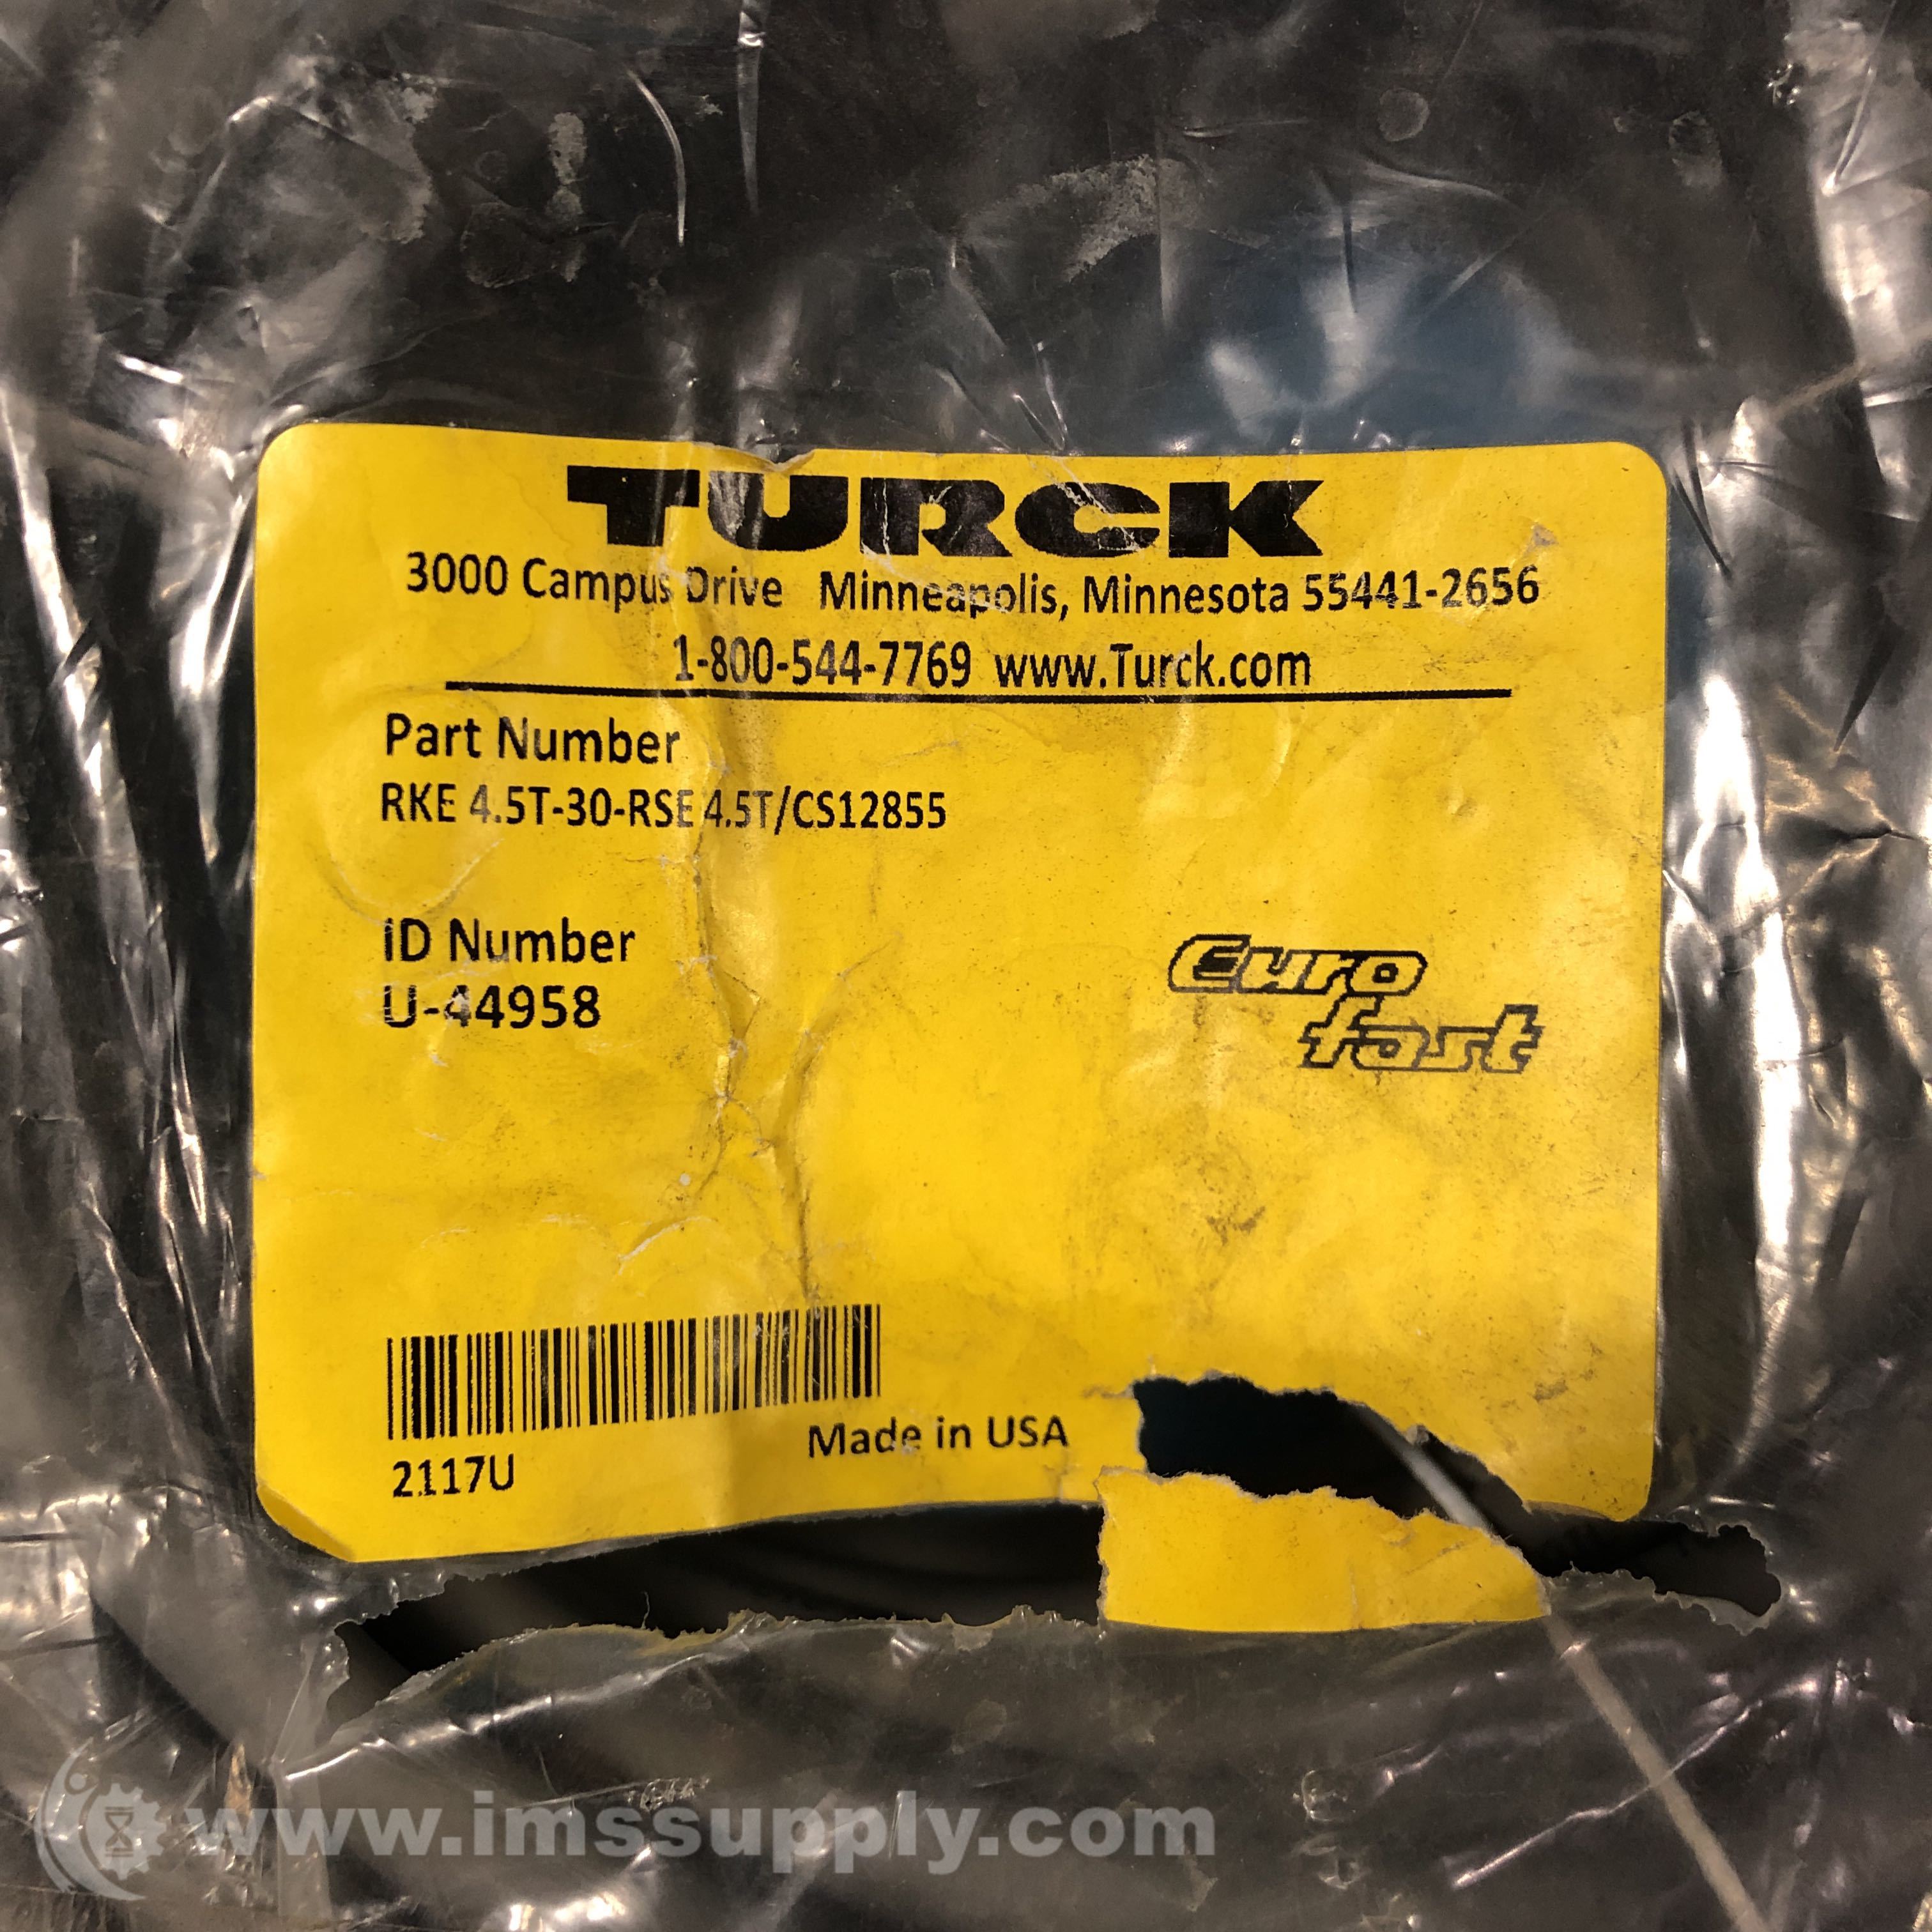 TURCK
3000 Campus Drive Minneapolis, Minnesota 55441-2656
1-800-544-7769 www.Turck.com
Part Number
RKE 4.5T-30-RSE 4.5T/CS12855
ID Number
U-44958
Euro
fast
Made in USA
2117U
www.imssupply.com